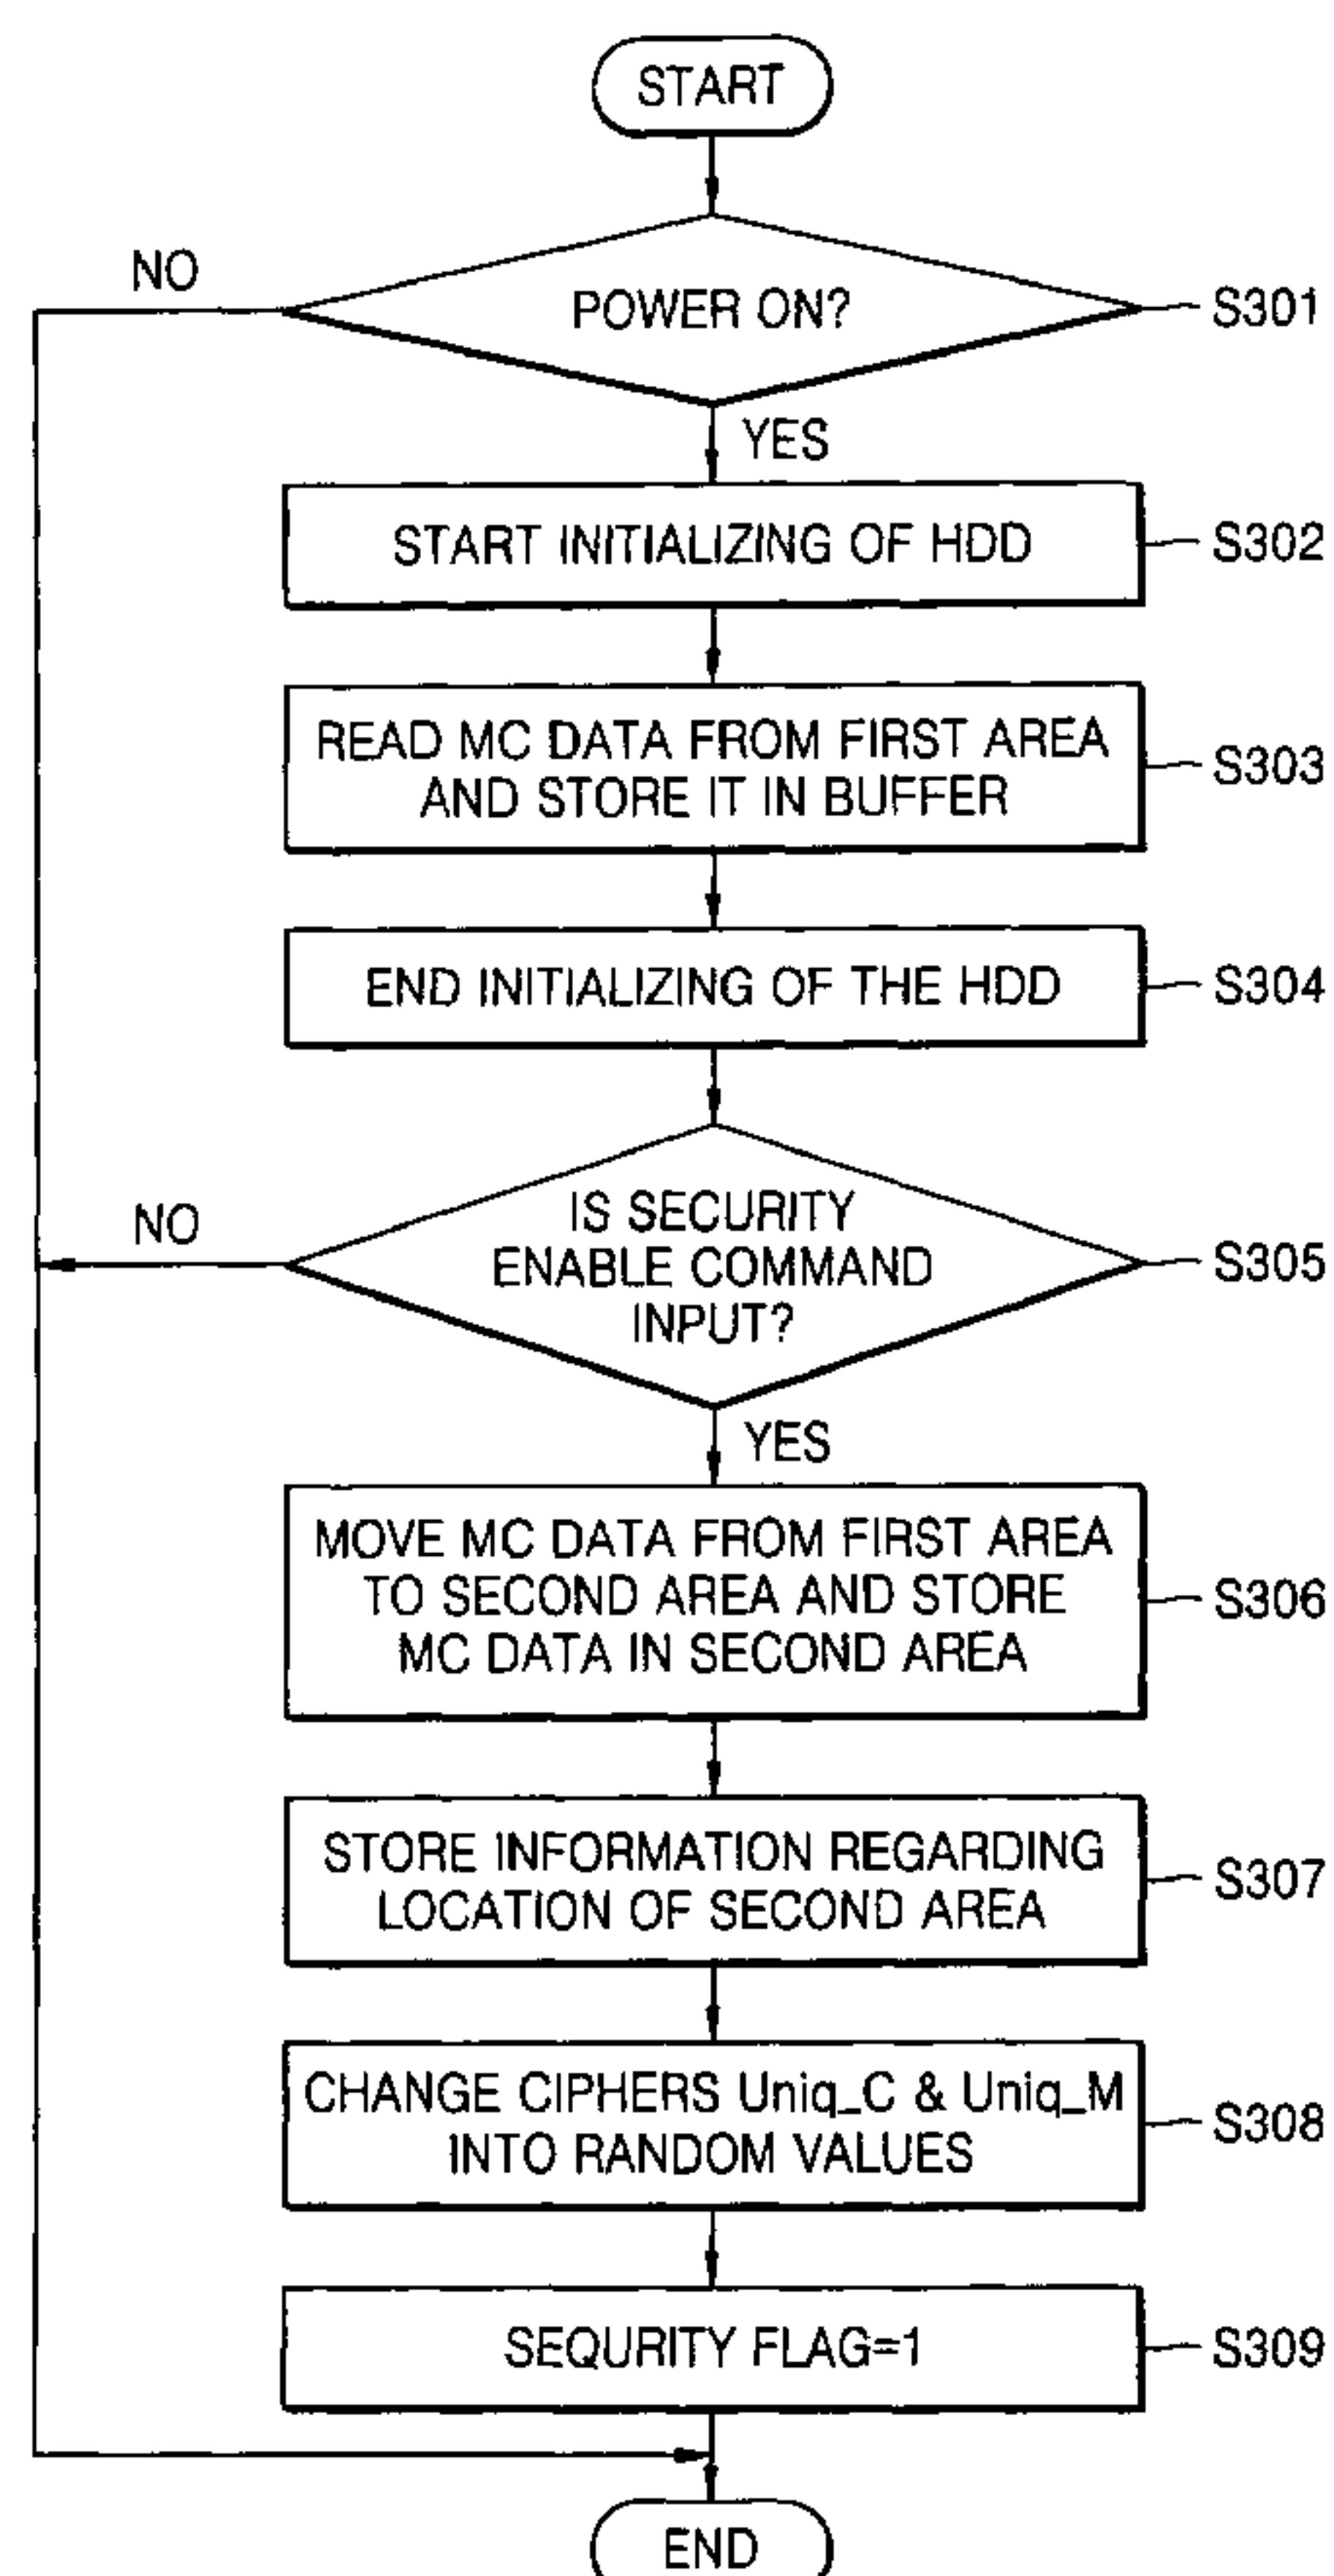 START
NO
POWER ON?
S301
YES
START INITIALIZING OF HDD
S302
READ MC DATA FROM FIRST AREA
AND STORE IT IN BUFFER
S303
END INITIALIZING OF THE HDD
S304
NO
IS SECURITY
ENABLE COMMAND
INPUT?
S305
YES
MOVE MC DATA FROM FIRST AREA
TO SECOND AREA AND STORE
MC DATA IN SECOND AREA
S306
STORE INFORMATION REGARDING
LOCATION OF SECOND AREA
S307
CHANGE CIPHERS Uniq_C & Uniq_M
INTO RANDOM VALUES
S308
SEQURITY FLAG=1
S309
END